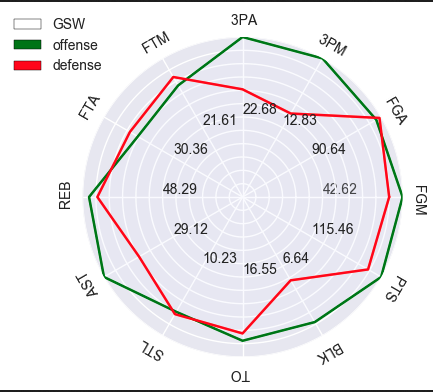 GSW
offense
defense
3PA
3PM
FGA
FGM
PTS
BLK
TO
STL
AST
REB
FTA
FTM
22.68
12.83
90.64
42.62
115.46
6.64
16.55
10.23
29.12
48.29
30.36
21.61